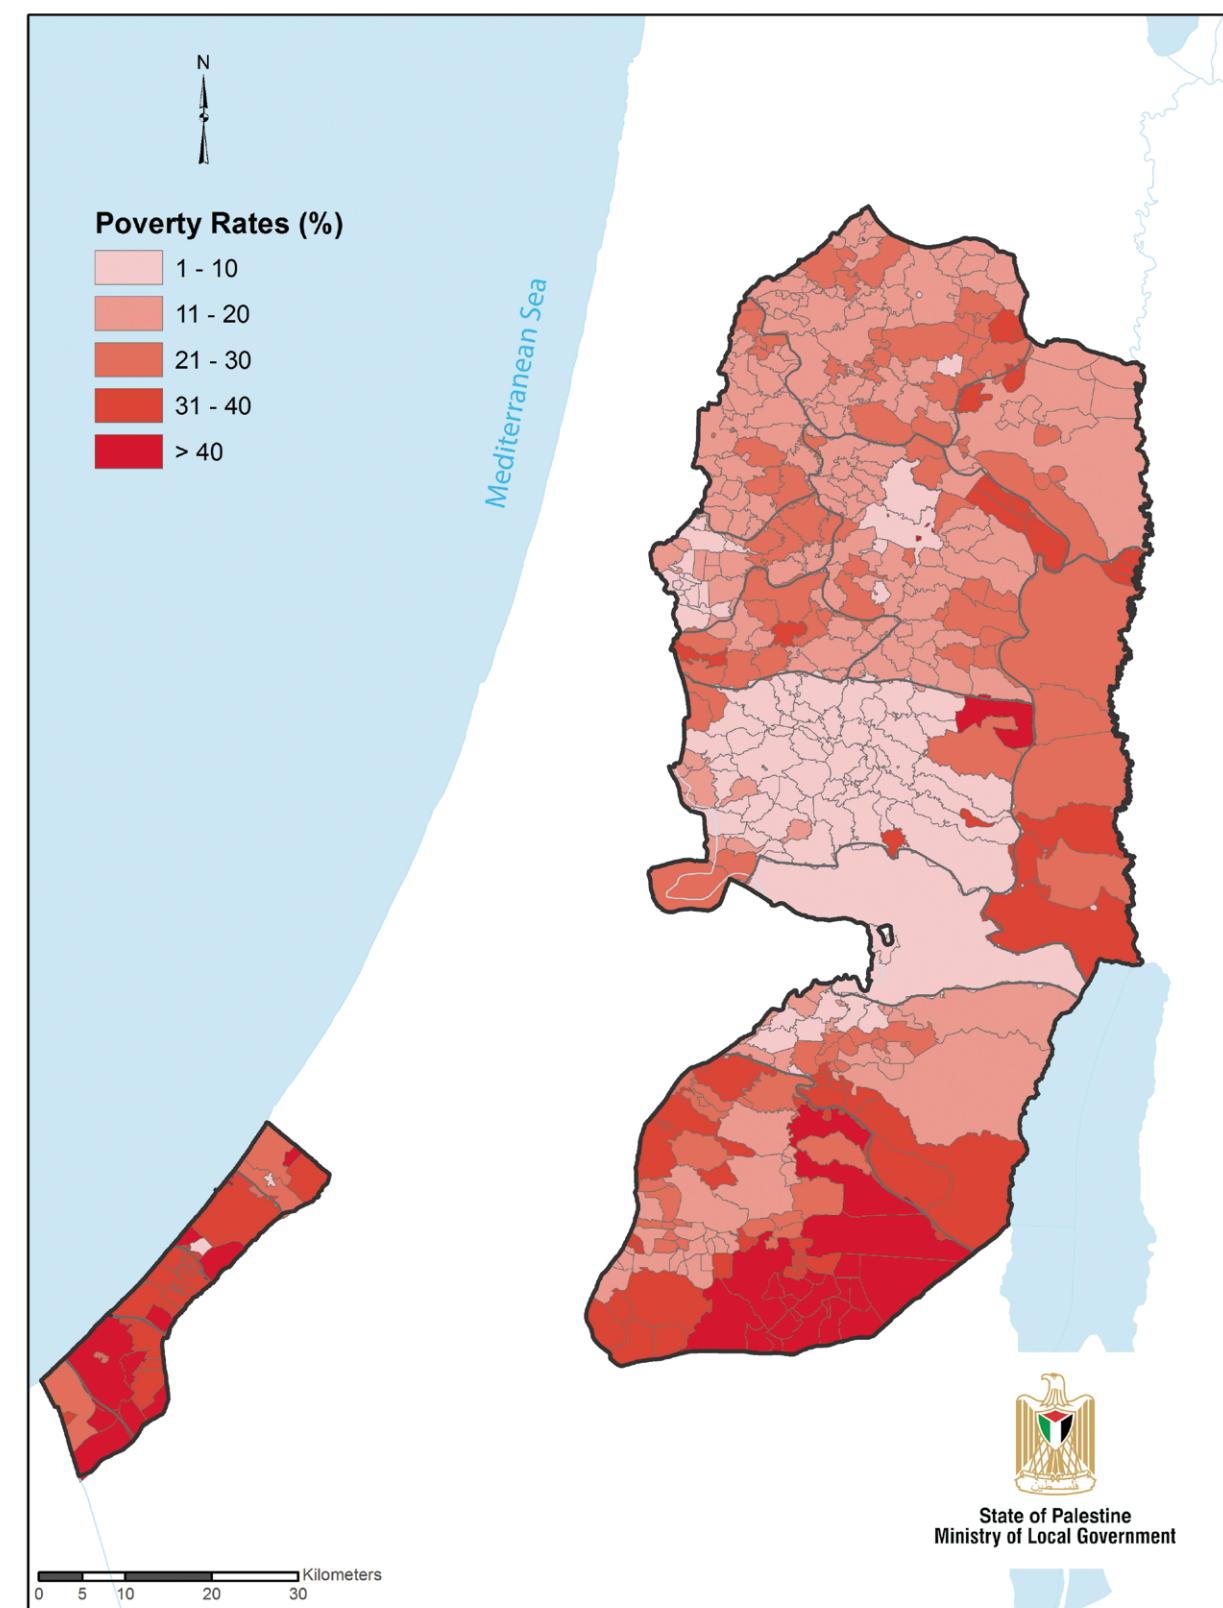 N
Poverty Rates (%)
1 - 10
11 - 20
21 - 30
31 - 40
> 40
Mediterranean Sea
فلسطين
State of Palestine
Ministry of Local Government
Kilometers
0 5 10 20 30